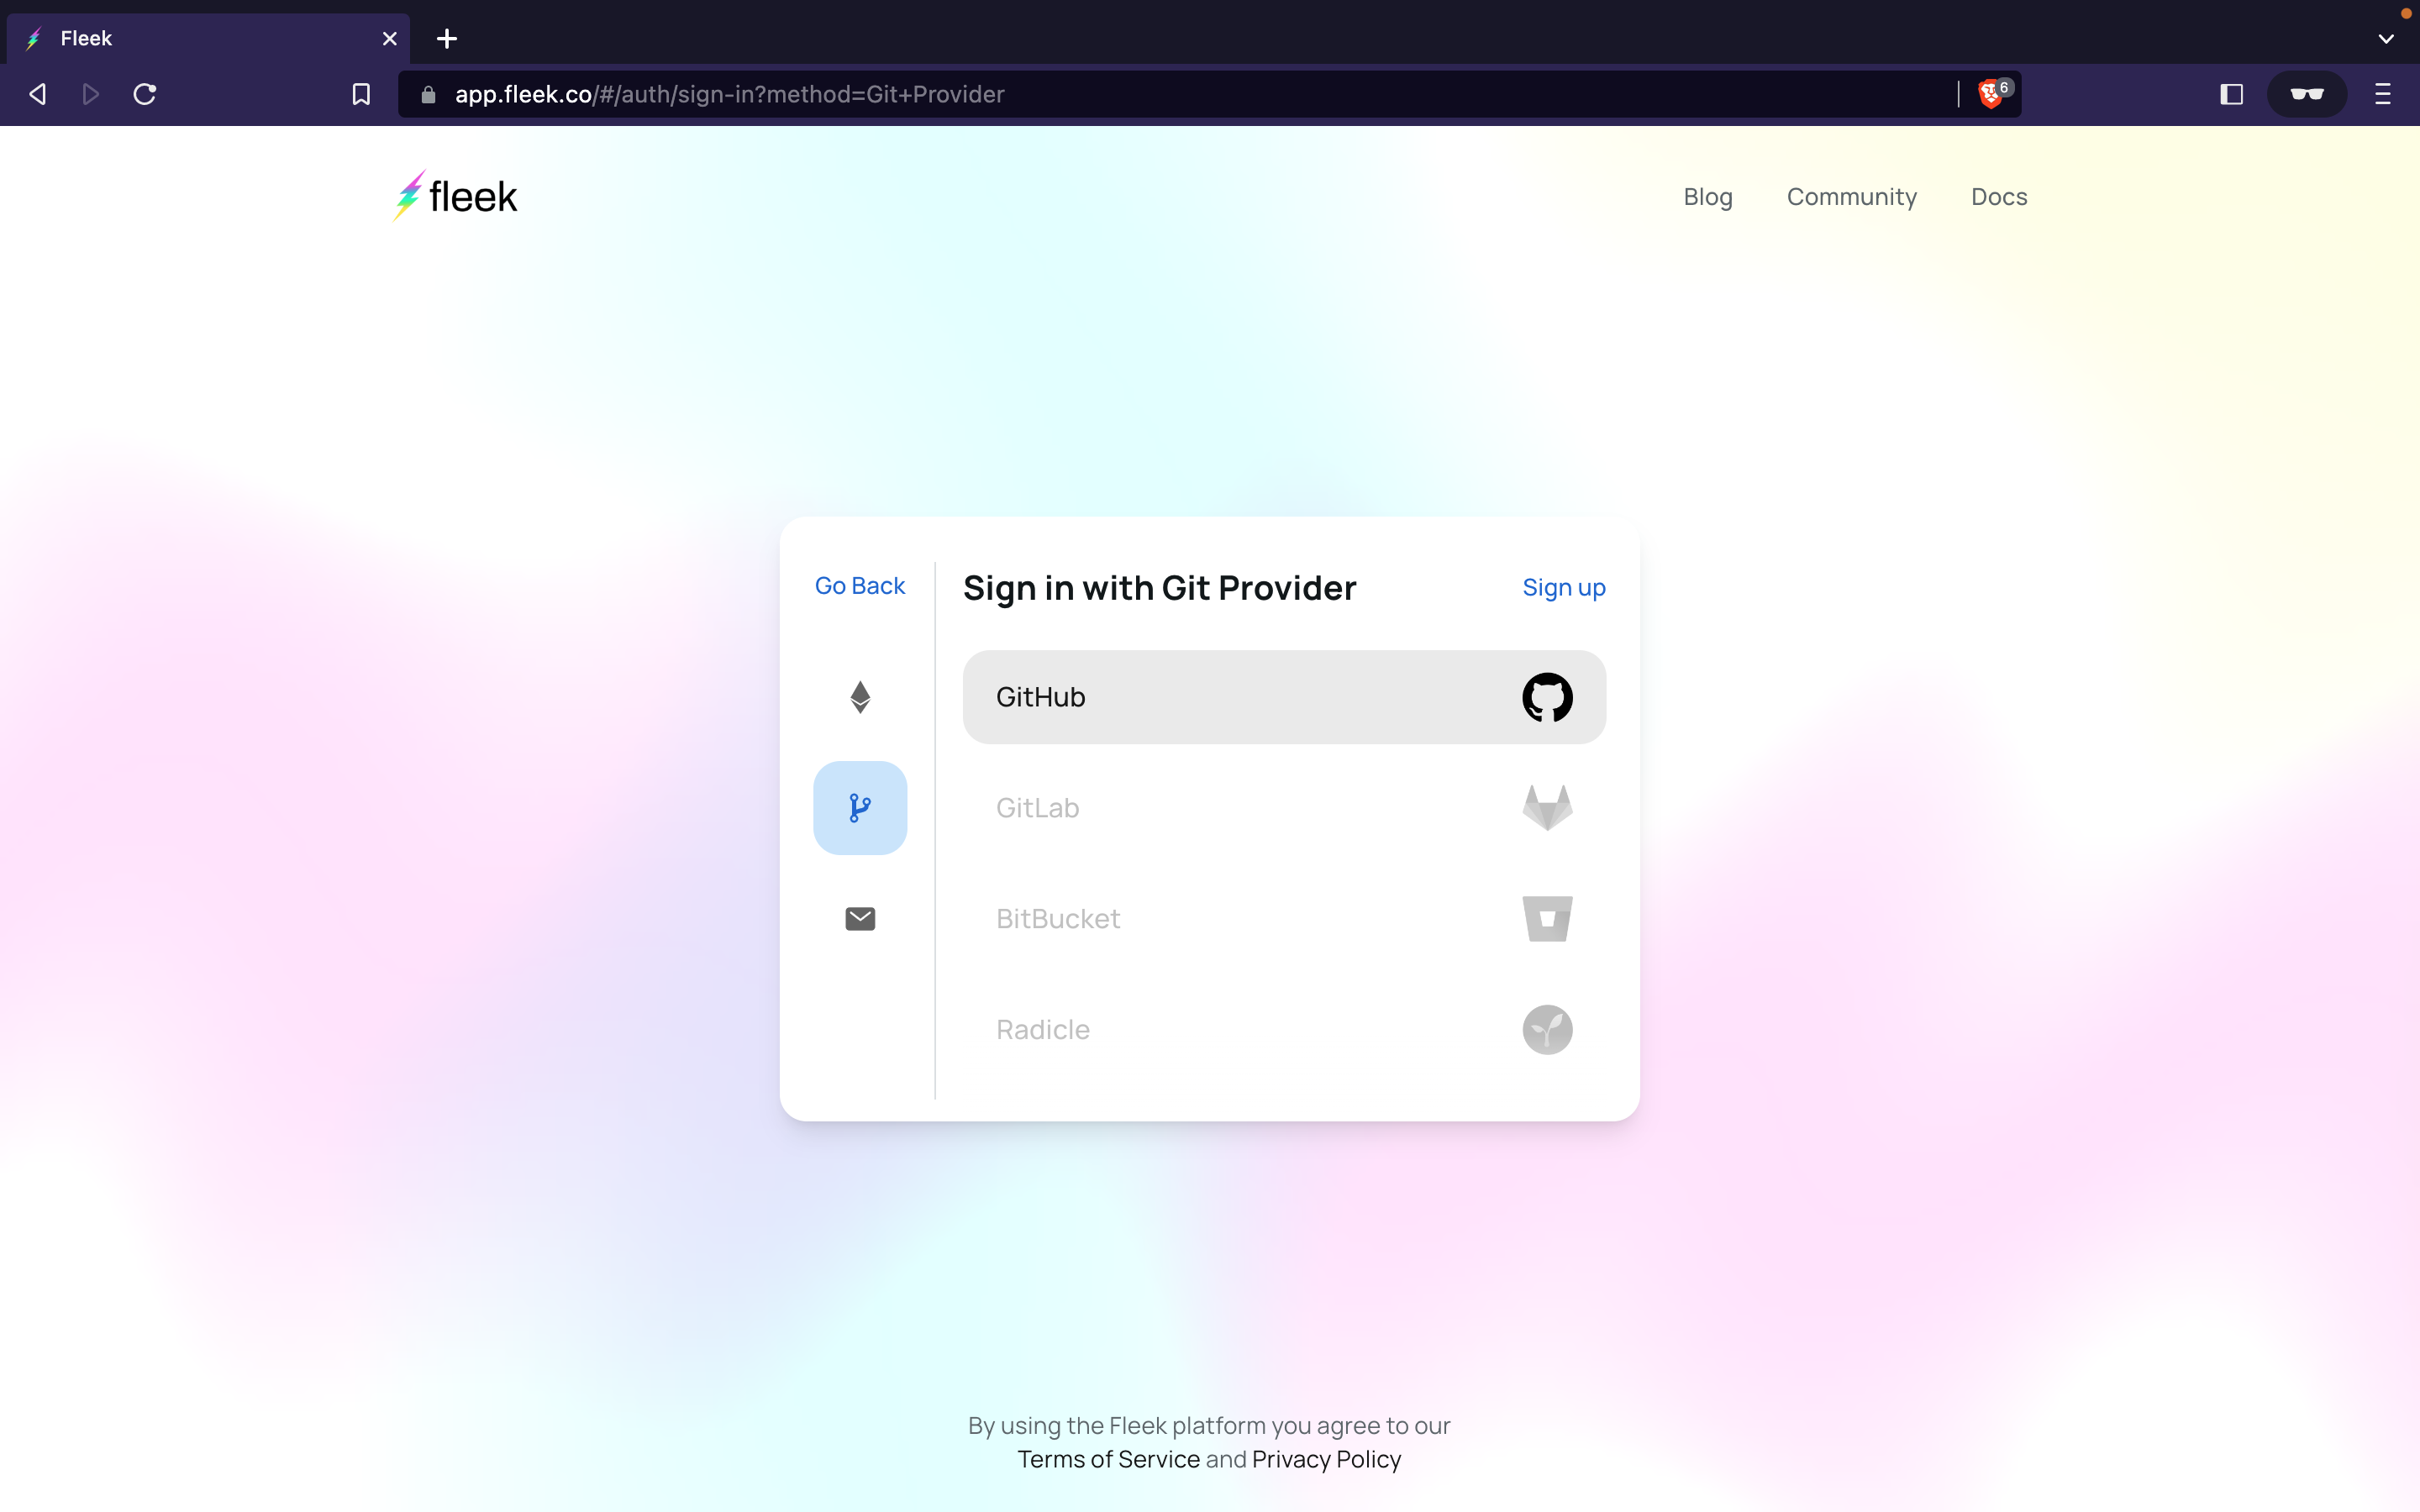 Fleek
app.fleek.co/#/auth/sign-in?method=Git+Provider
6
fleek
Blog
Community
Docs
Go Back
Sign in with Git Provider
Sign up
GitHub
GitLab
BitBucket
Radicle
By using the Fleek platform you agree to our
Terms of Service and Privacy Policy